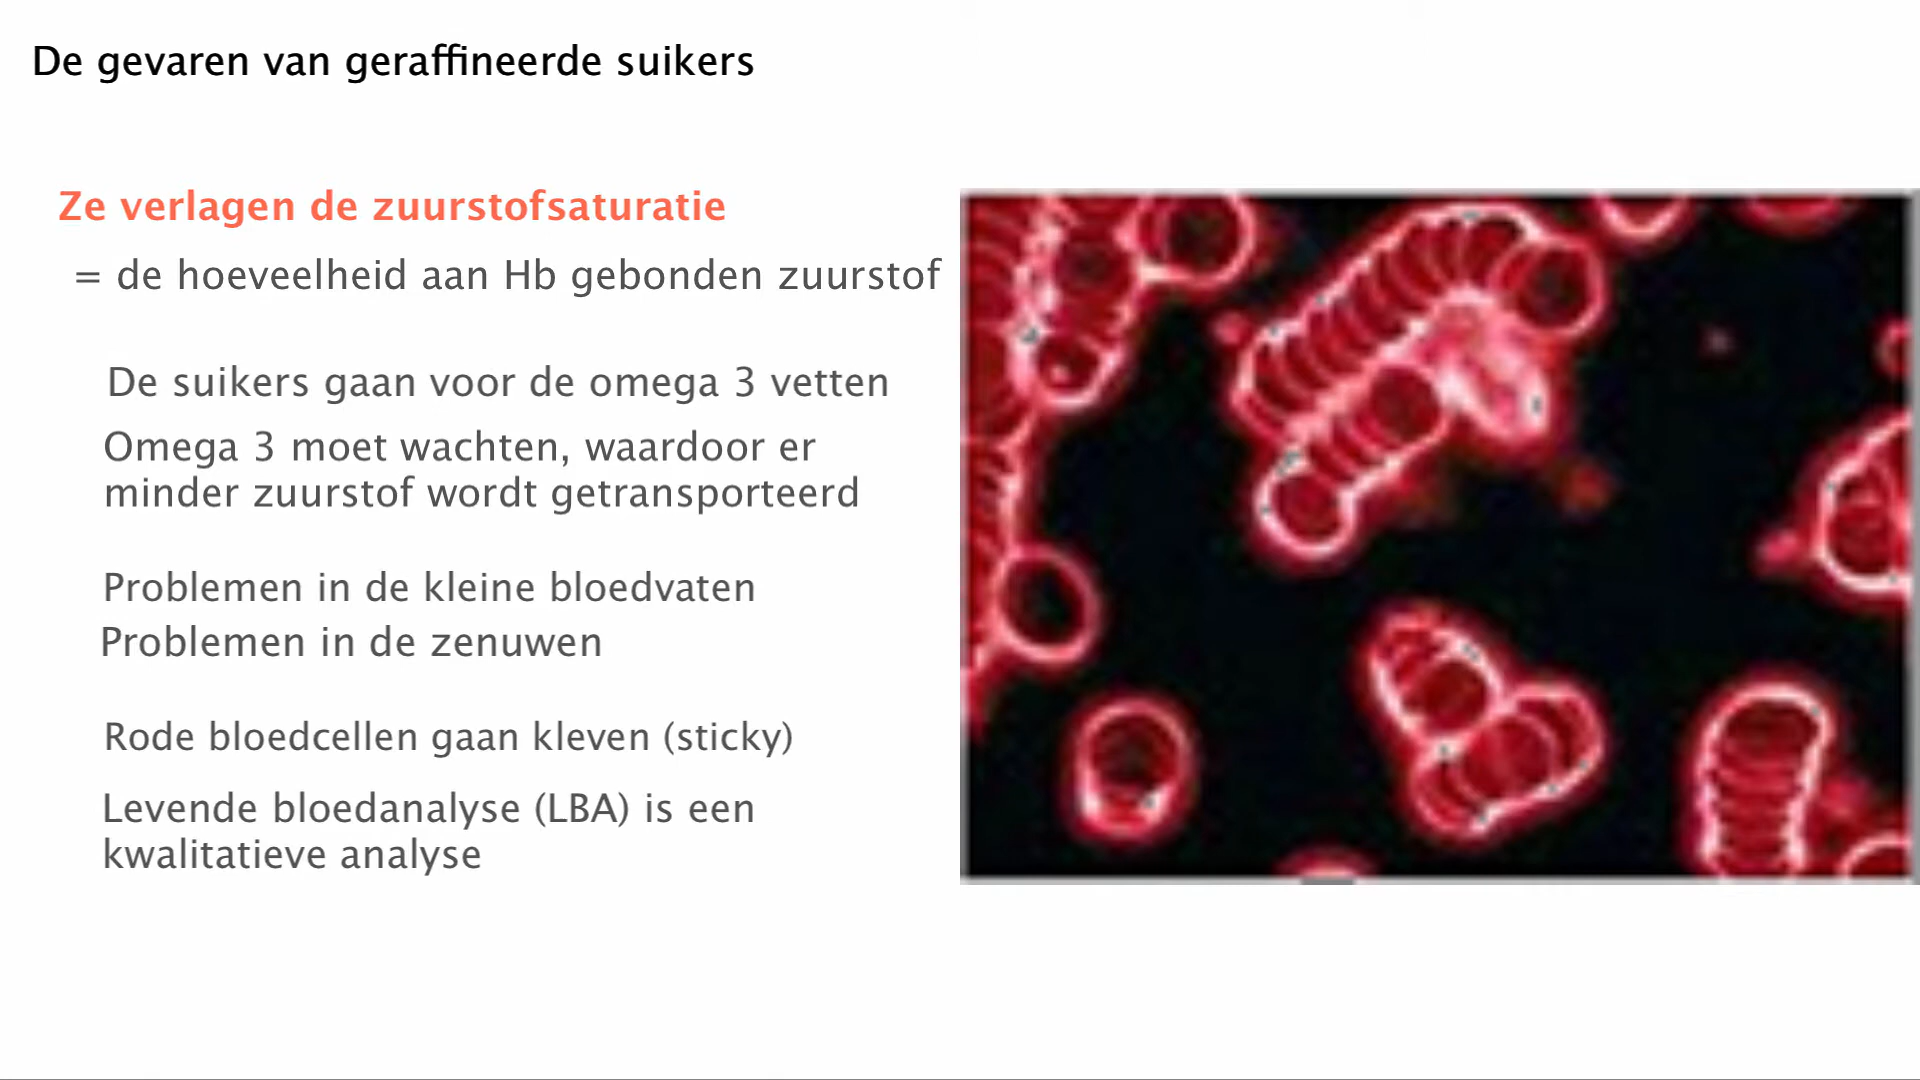 De gevaren van geraffineerde suikers
Ze verlagen de zuurstofsaturatie
= de hoeveelheid aan Hb gebonden zuurstof
De suikers gaan voor de omega 3 vetten
Omega 3 moet wachten, waardoor er
minder zuurstof wordt getransporteerd
Problemen in de kleine bloedvaten
Problemen in de zenuwen
Rode bloedcellen gaan kleven (sticky)
Levende bloedanalyse (LBA) is een
kwalitatieve analyse